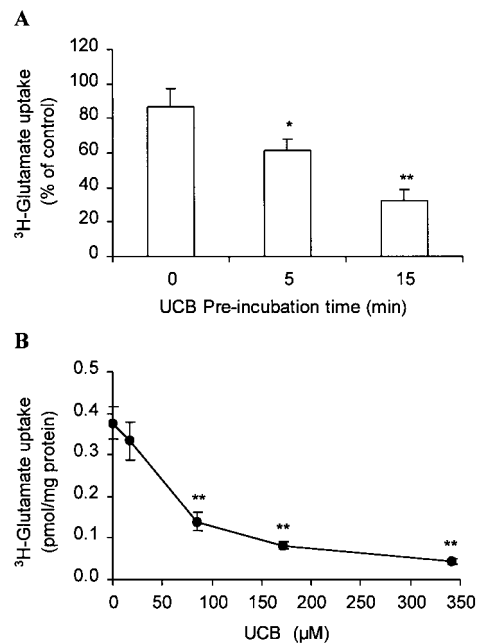 A
³H-Glutamate uptake
(% of control)
120
100
80
60
40
20
0
*
**
0 5 15
UCB Pre-incubation time (min)
B
³H-Glutamate uptake
(pmol/mg protein)
0.5
0.4
0.3
0.2
0.1
0.0
**
**
**
0 50 100 150 200 250 300 350
UCB (µM)